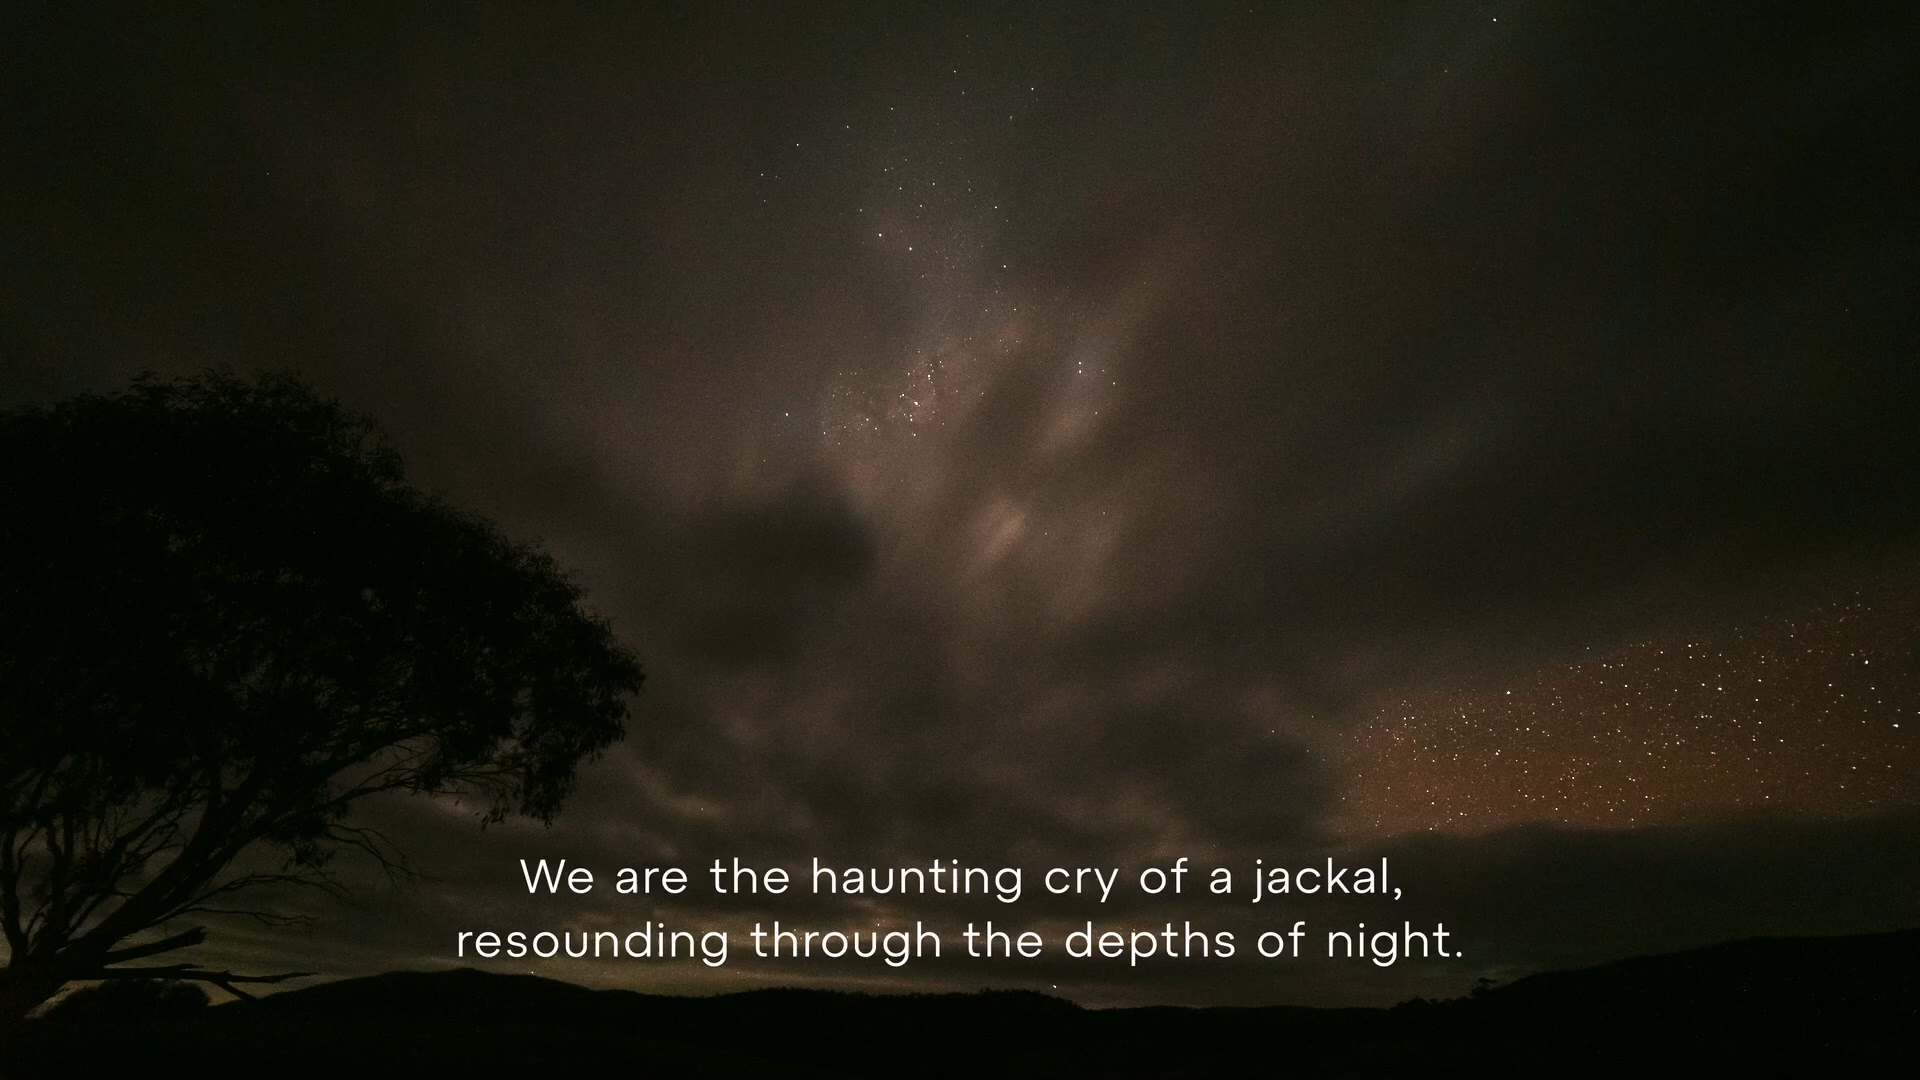 We are the haunting cry of a jackal,
resounding through the depths of night.